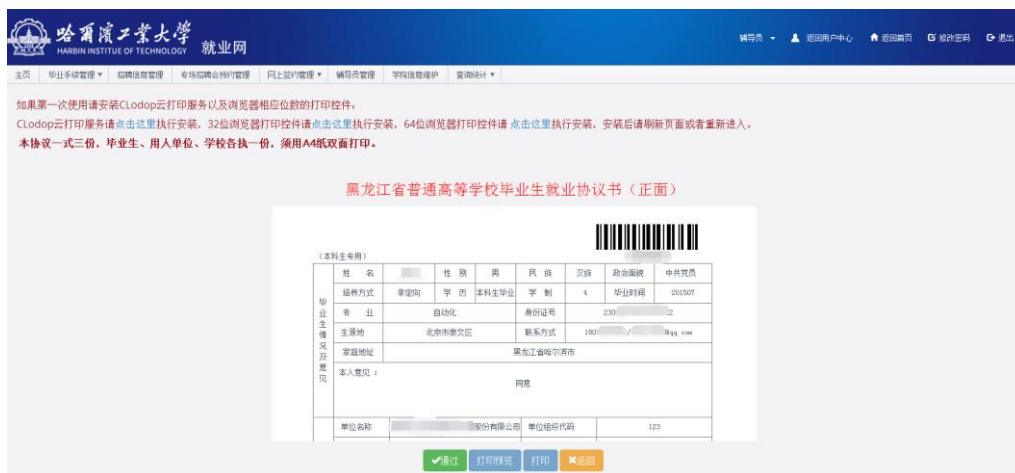 哈爾濱工業大學 就业网
HARBIN INSTITUTE OF TECHNOLOGY
辅导员 返回用户中心 返回首页 修改密码 退出
主页 毕业手续管理 招聘信息管理 专场招聘会预约管理 网上签约管理 辅导员管理 学院信息维护 查询统计
如果第一次使用请安装CLodop云打印服务以及浏览器相应位数的打印控件。
CLodop云打印服务请点击这里执行安装，32位浏览器打印控件请点击这里执行安装，64位浏览器打印控件请 点击这里执行安装，安装后请刷新页面或者重新进入。
本协议一式三份，毕业生、用人单位、学校各执一份，须用A4纸双面打印。
黑龙江省普通高等学校毕业生就业协议书（正面）
（本科生专用）
毕业生情况及意见
姓 名 性 别 男 民 族 汉族 政治面貌 中共党员
培养方式 非定向 学 历 本科生毕业 学 制 4 毕业时间 201507
专 业 自动化 身份证号 230 2
生源地 北京市崇文区 联系方式 180 / @qq.com
家庭地址 黑龙江省哈尔滨市
本人意见：
同意
单位名称 股份有限公司 单位组织代码 123
通过 打印预览 打印 返回